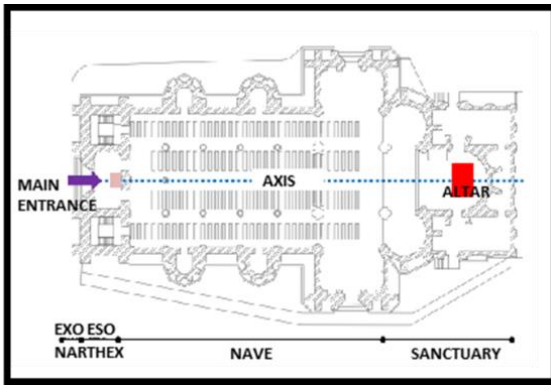 MAIN
ENTRANCE
AXIS
ALTAR
EXO ESO
NARTHEX
NAVE
SANCTUARY